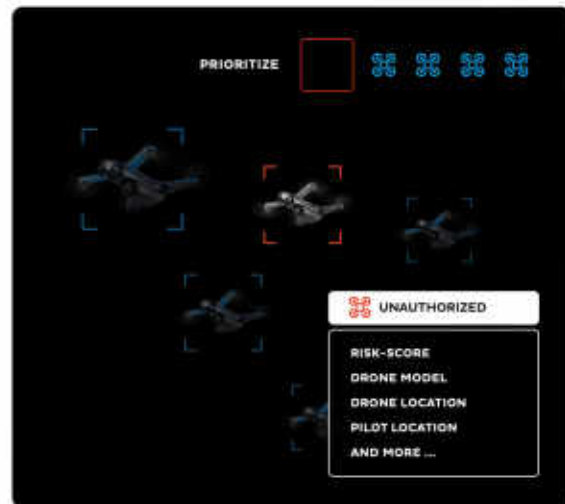 PRIORITIZE
UNAUTHORIZED
RISK-SCORE
DRONE MODEL
DRONE LOCATION
PILOT LOCATION
AND MORE ...